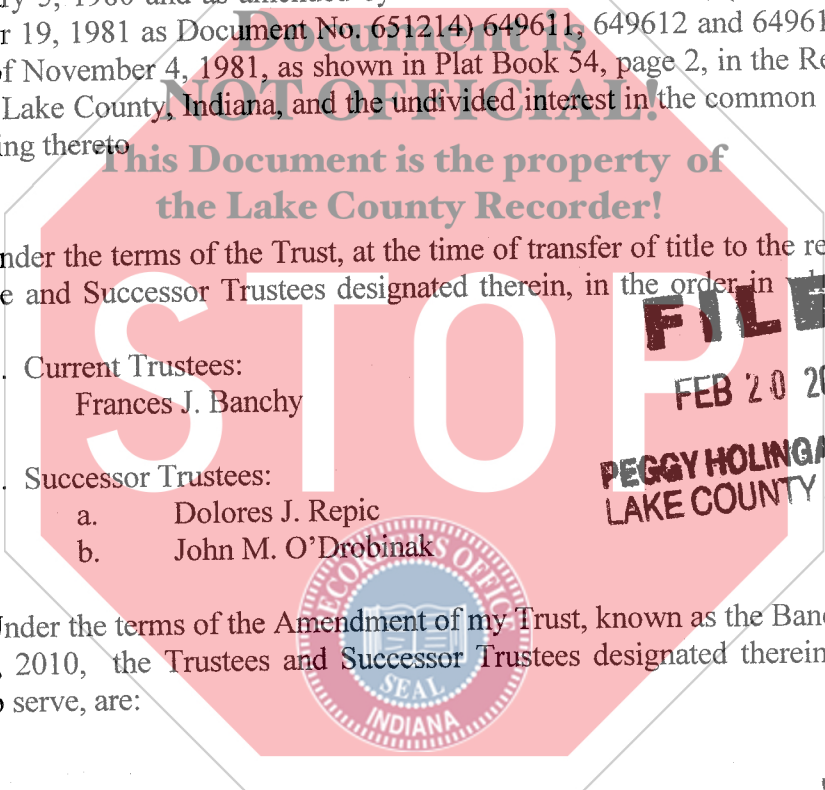 r 19, 1981 as Document No. 651214) 649611, 649612 and 64961
Document is
of November 4, 1981, as shown in Plat Book 54, page 2, in the Re
NOT OFFICIAL!
Lake County, Indiana, and the undivided interest in the common
ing thereto
This Document is the property of
the Lake County Recorder!
nder the terms of the Trust, at the time of transfer of title to the re
e and Successor Trustees designated therein, in the order in
STOP
FILE
. Current Trustees:
FEB 20 20
Frances J. Banchy
PEGGY HOLINGA
. Successor Trustees:
LAKE COUNTY
a. Dolores J. Repic
b. John M. O'Drobinak
RECORDER'S OFFICE
SEAL
INDIANA
Under the terms of the Amendment of my Trust, known as the Banc
, 2010, the Trustees and Successor Trustees designated therein
o serve, are: